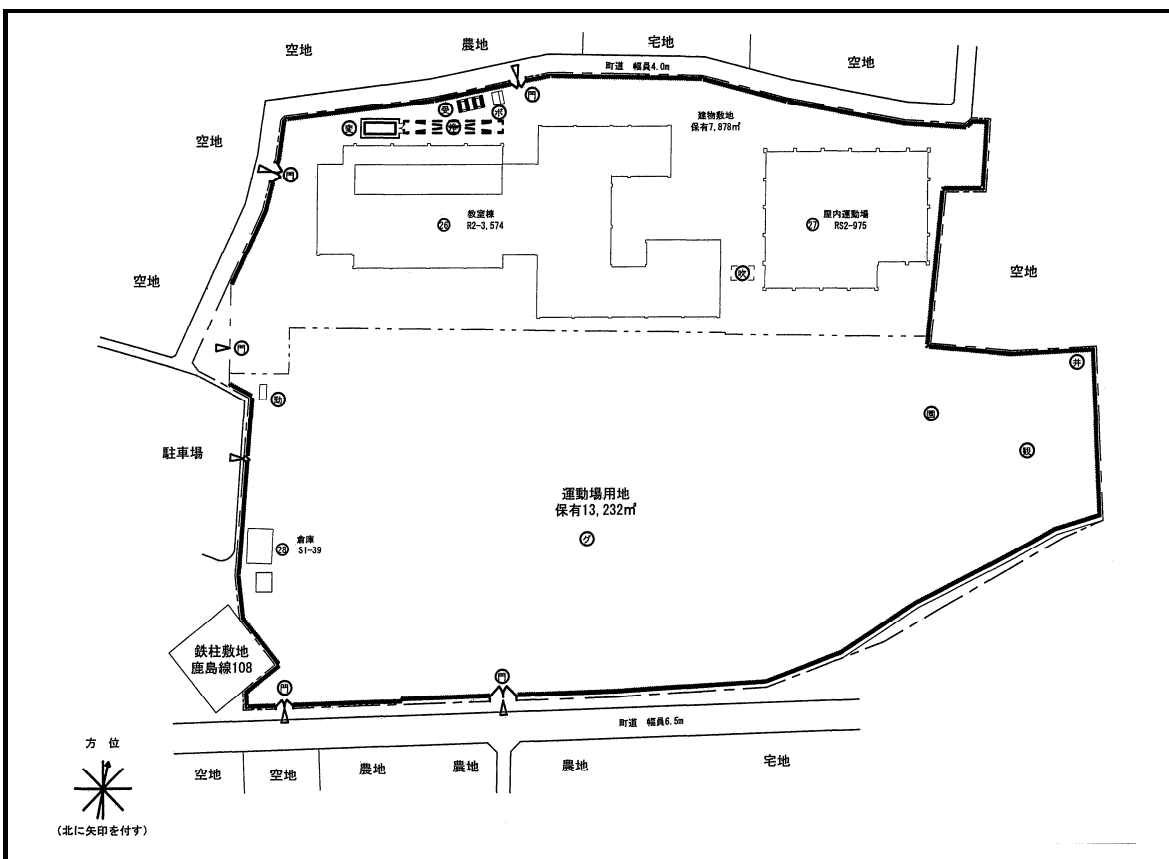 空地
農地
宅地
空地
町道 幅員4.0m
門
受
ポ
変
空地
建物敷地
保有7,878㎡
門
教室棟
26
R2-3,574
屋内運動場
27
RS2-975
吹
空地
空地
門
井
駐車場
運動場用地
保有13,232㎡
グ
倉庫
28
S1-39
鉄柱敷地
鹿島線108
門
門
町道 幅員6.5m
空地
空地
農地
農地
農地
宅地
方 位
(北に矢印を付す)